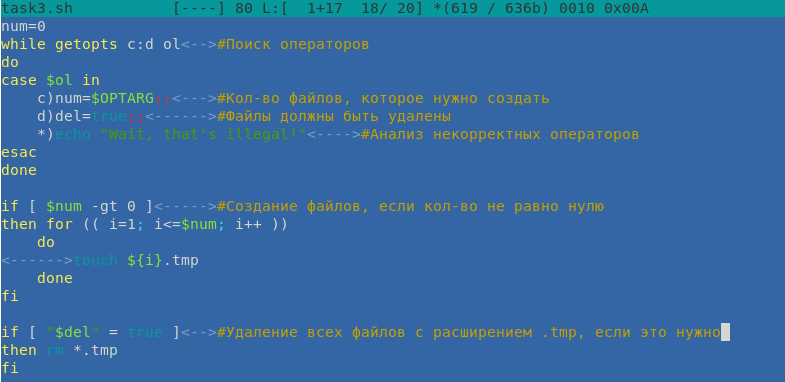 task3.sh [----] 80 L:[ 1+17 18/ 20] *(619 / 636b) 0010 0x00A
num=0
while getopts c:d ol<-->#Поиск операторов
do
case $ol in
    c)num=$OPTARG;;<--->#Кол-во файлов, которое нужно создать
    d)del=true;;<------>#Файлы должны быть удалены
    *)echo "Wait, that's illegal!"<---->#Анализ некорректных операторов
esac
done

if [ $num -gt 0 ]<----->#Создание файлов, если кол-во не равно нулю
then for (( i=1; i<=$num; i++ ))
    do
<------>touch ${i}.tmp
    done
fi

if [ "$del" = true ]<-->#Удаление всех файлов с расширением .tmp, если это нужно
then rm *.tmp
fi